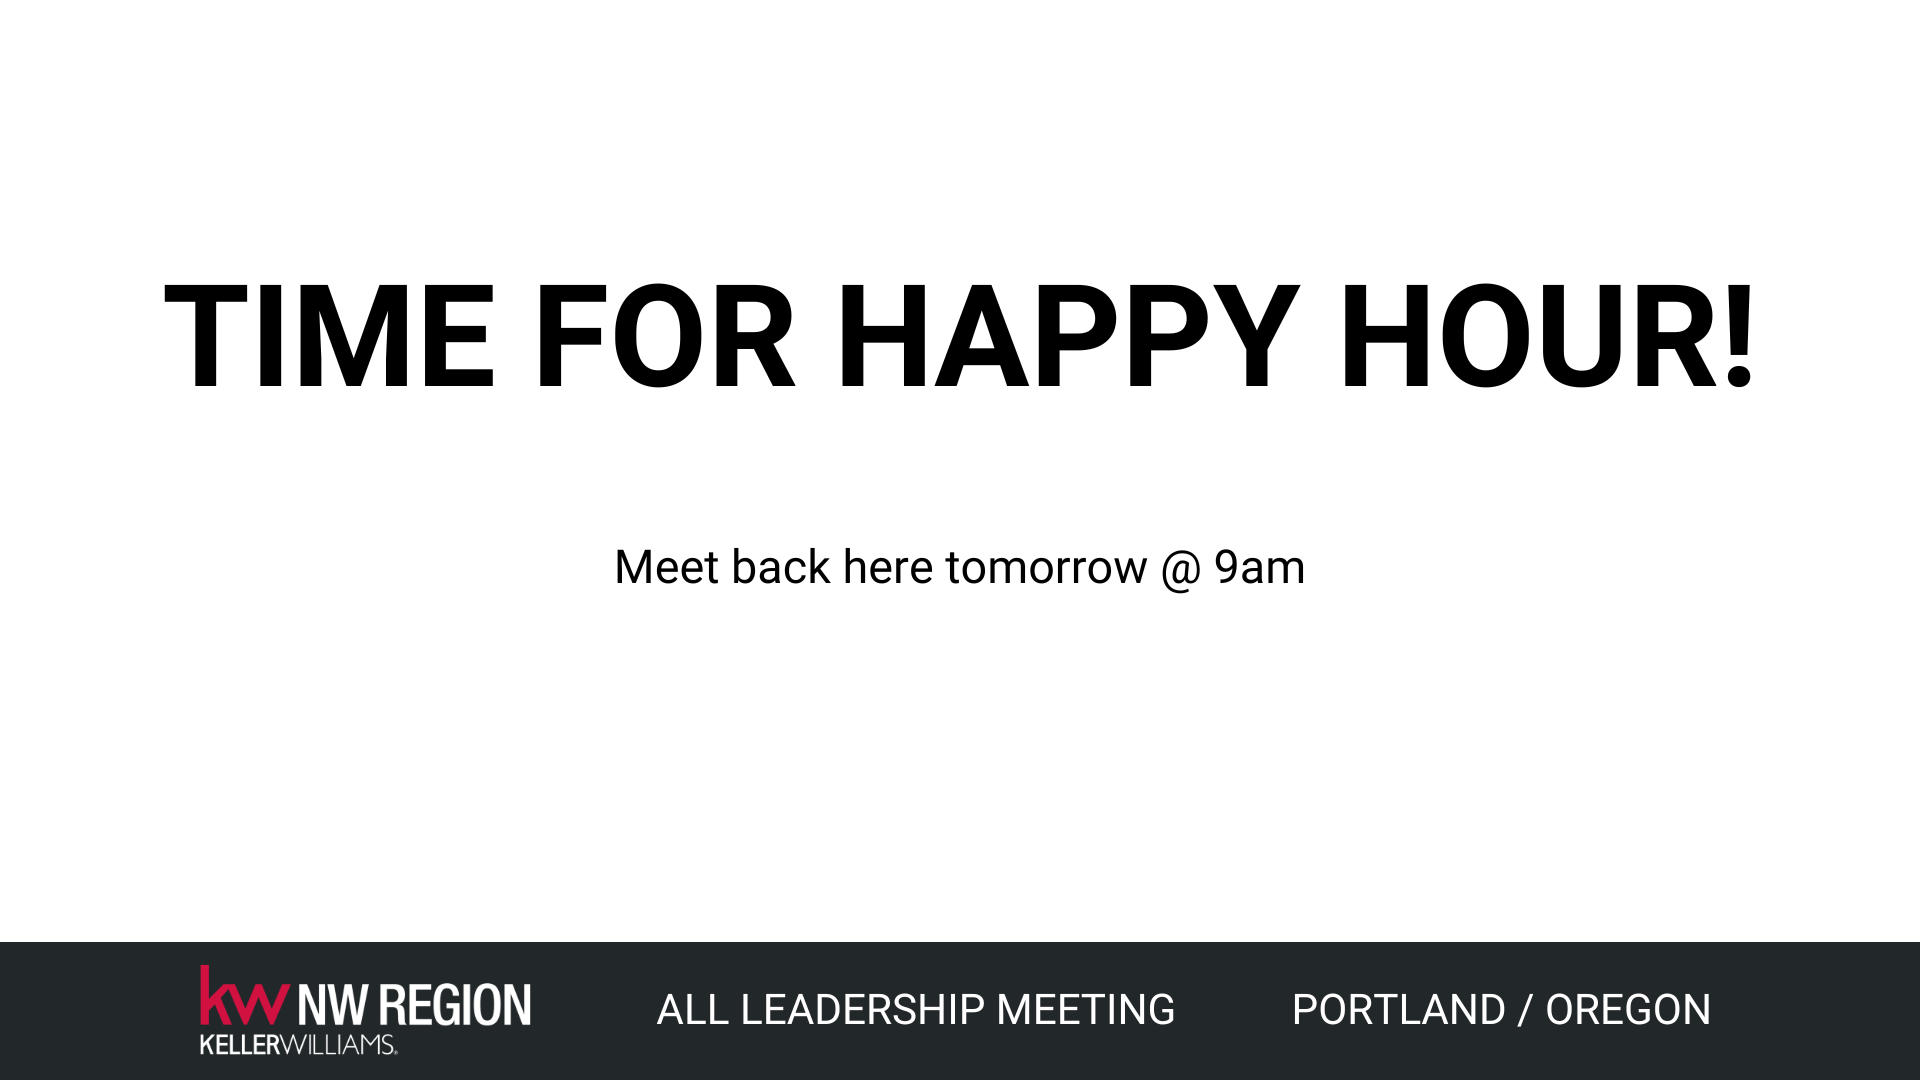 TIME FOR HAPPY HOUR!
Meet back here tomorrow @ 9am
kw NW REGION
KELLERWILLIAMS®
ALL LEADERSHIP MEETING
PORTLAND / OREGON